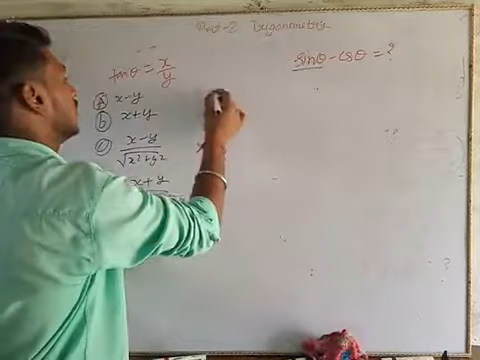 Part-2 Trigonometry
tanθ = x/y
sinθ - cosθ = ?
(a) x-y
(b) x+y
(c) x-y/√x²+y²
x+y